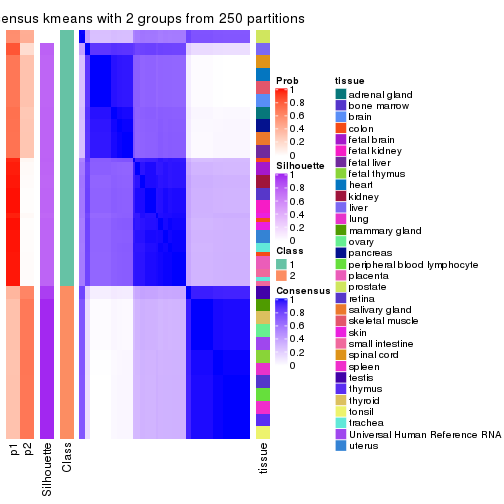 ensus kmeans with 2 groups from 250 partitions
Prob
1
0.8
0.6
0.4
0.2
0
Silhouette
1
0.8
0.6
0.4
0.2
0
Class
1
2
Consensus
1
0.8
0.6
0.4
0.2
0
tissue
adrenal gland
bone marrow
brain
colon
fetal brain
fetal kidney
fetal liver
fetal thymus
heart
kidney
liver
lung
mammary gland
ovary
pancreas
peripheral blood lymphocyte
placenta
prostate
retina
salivary gland
skeletal muscle
skin
small intestine
spinal cord
spleen
testis
thymus
thyroid
tonsil
trachea
Universal Human Reference RNA
uterus
p1
p2
Silhouette
Class
tissue